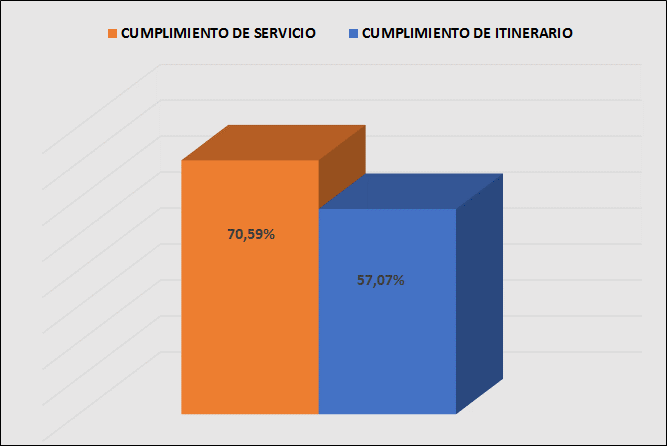 CUMPLIMIENTO DE SERVICIO CUMPLIMIENTO DE ITINERARIO
70,59%
57,07%